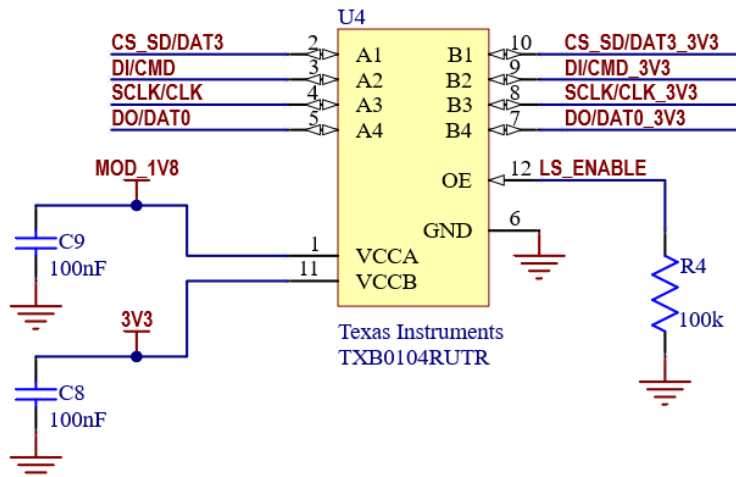 U4
CS_SD/DAT3 2 A1 B1 10 CS_SD/DAT3_3V3
DI/CMD 3 A2 B2 9 DI/CMD_3V3
SCLK/CLK 4 A3 B3 8 SCLK/CLK_3V3
DO/DAT0 5 A4 B4 7 DO/DAT0_3V3
MOD_1V8
OE 12 LS_ENABLE
GND 6
C9
100nF
1 VCCA
11 VCCB
R4
100k
3V3
C8
100nF
Texas Instruments
TXB0104RUTR